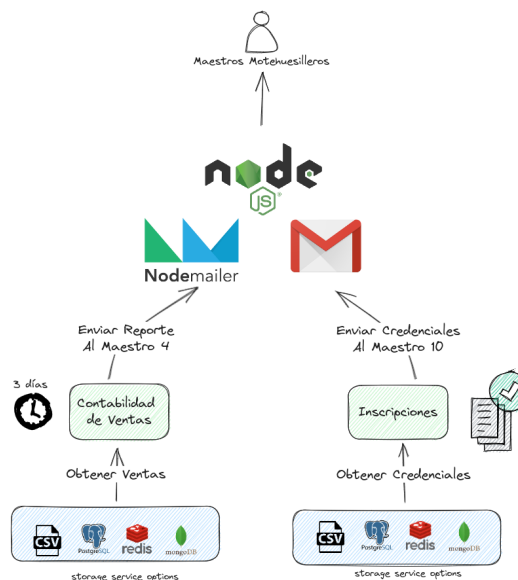 Maestros Motehuesilleros
node
JS
Nodemailer
Enviar Reporte
Al Maestro 4
Enviar Credenciales
Al Maestro 10
3 días
Contabilidad
de Ventas
Inscripciones
Obtener Ventas
Obtener Credenciales
CSV
PostgreSQL
redis
mongoDB
CSV
PostgreSQL
redis
mongoDB
storage service options
storage service options